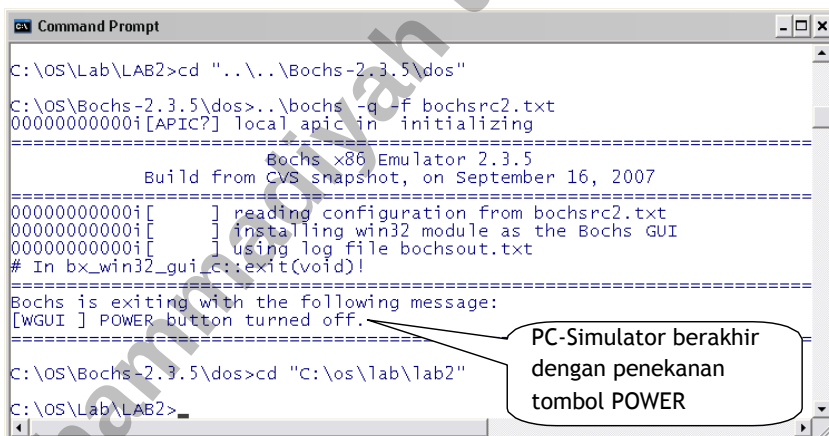 Command Prompt
C:\OS\Lab\LAB2>cd "..\..\Bochs-2.3.5\dos"
C:\OS\Bochs-2.3.5\dos>..\bochs -q -f bochsrc2.txt
00000000000i[APIC?] local apic in  initializing
========================================================================
Bochs x86 Emulator 2.3.5
Build from CVS snapshot, on September 16, 2007
========================================================================
00000000000i[     ] reading configuration from bochsrc2.txt
00000000000i[     ] installing win32 module as the Bochs GUI
00000000000i[     ] using log file bochsout.txt
# In bx_win32_gui_c::exit(void)!
========================================================================
Bochs is exiting with the following message:
[WGUI ] POWER button turned off.
========================================================================
PC-Simulator berakhir
dengan penekanan
tombol POWER
C:\OS\Bochs-2.3.5\dos>cd "C:\os\lab\lab2"
C:\OS\Lab\LAB2>_